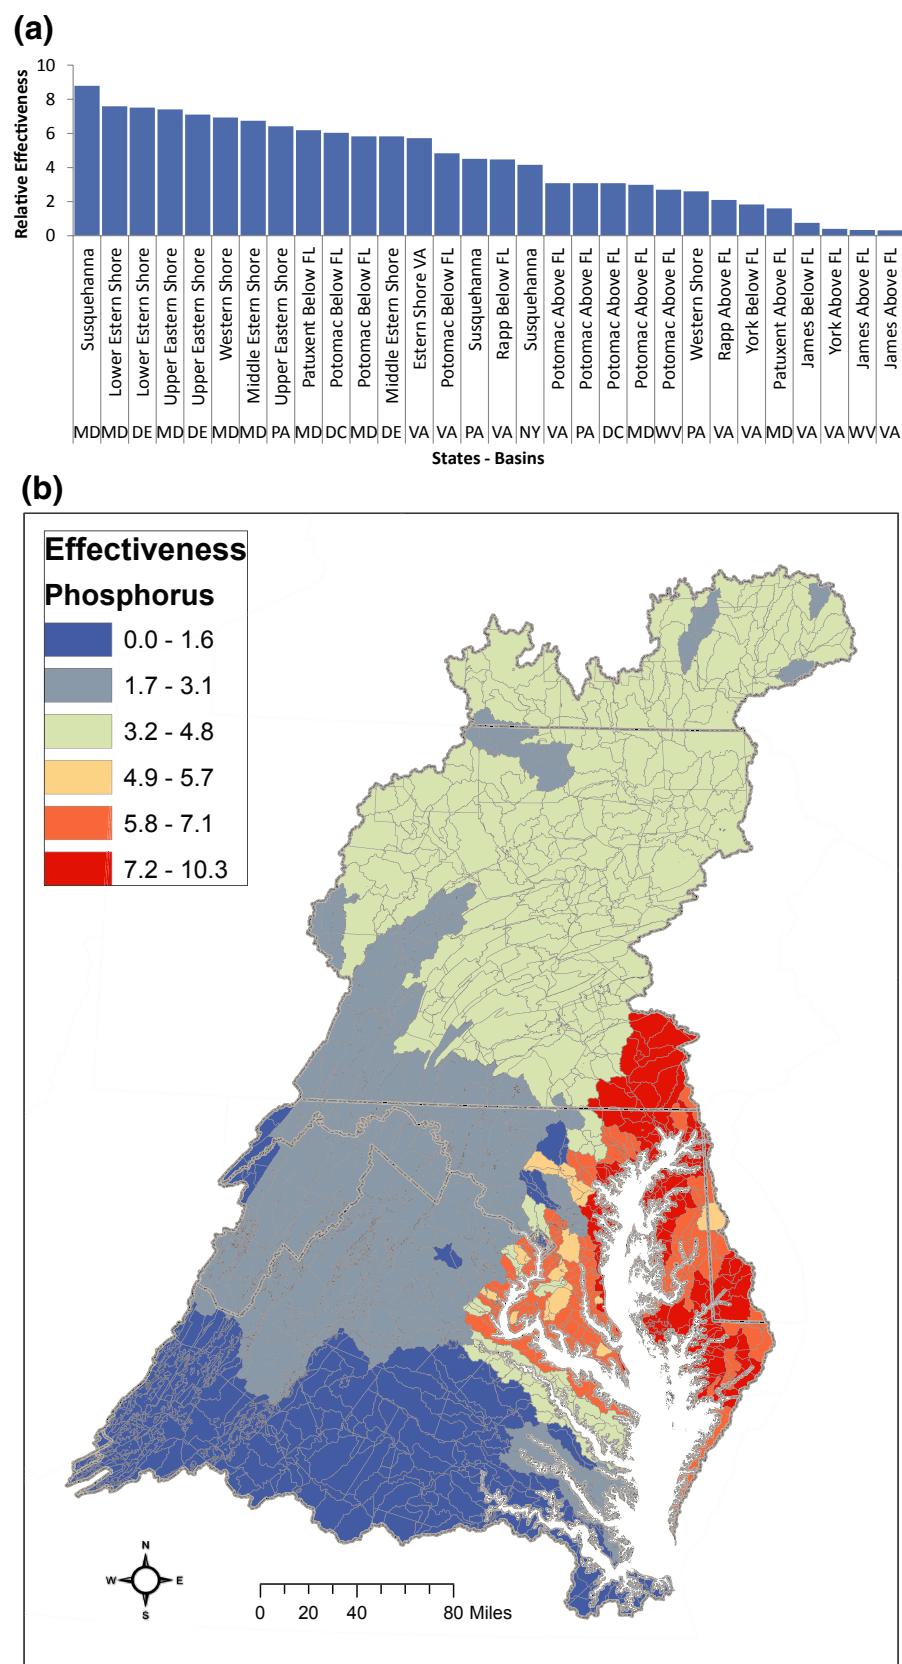 (a)
Relative Effectiveness
10
8
6
4
2
0
Susquehanna
Lower Estern Shore
Lower Estern Shore
Upper Eastern Shore
Upper Eastern Shore
Western Shore
Middle Estern Shore
Upper Eastern Shore
Patuxent Below FL
Potomac Below FL
Potomac Below FL
Middle Estern Shore
Estern Shore VA
Potomac Below FL
Susquehanna
Rapp Below FL
Susquehanna
Potomac Above FL
Potomac Above FL
Potomac Above FL
Potomac Above FL
Potomac Above FL
Western Shore
Rapp Above FL
York Below FL
Patuxent Above FL
James Below FL
York Above FL
James Above FL
James Above FL
MD MD DE MD DE MD MD PA MD DC MD DE VA VA PA VA NY VA PA DC MD WV PA VA VA MD VA VA WV VA
States - Basins
(b)
Effectiveness
Phosphorus
0.0 - 1.6
1.7 - 3.1
3.2 - 4.8
4.9 - 5.7
5.8 - 7.1
7.2 - 10.3
N
W E
S
0 20 40 80 Miles